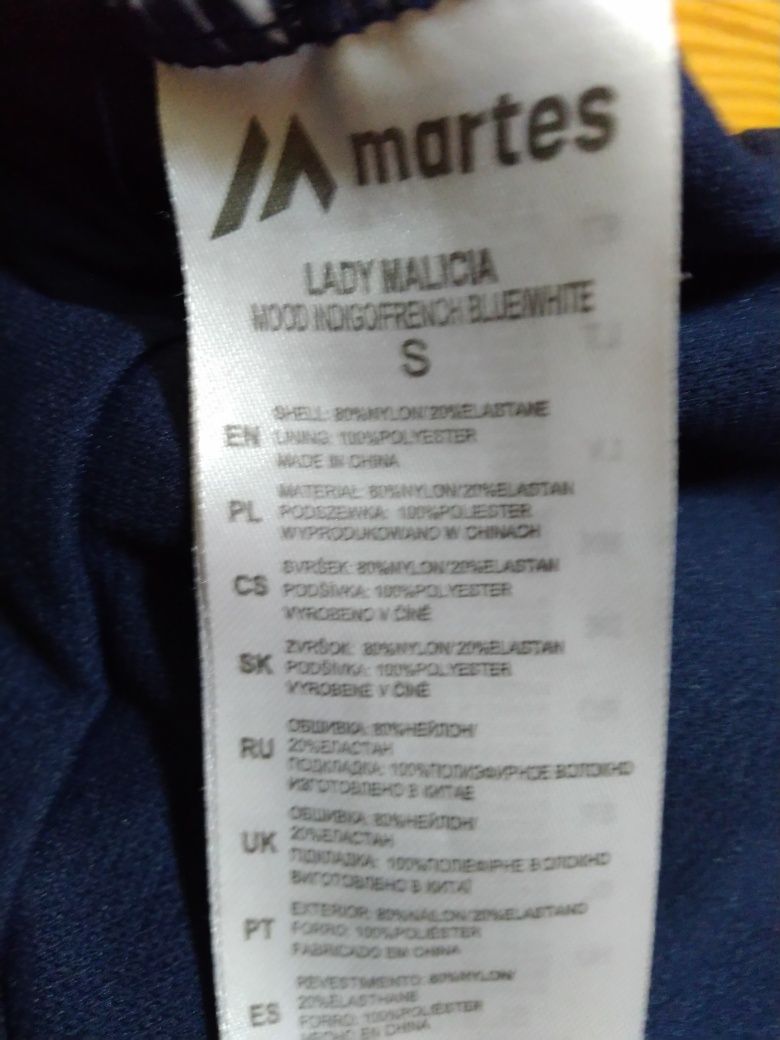 martes
LADY MALICIA
MOOD INDIGO/FRENCH BLUE/WHITE
S
EN SHELL: 80%NYLON/20%ELASTANE
LINING: 100%POLYESTER
MADE IN CHINA
PL MATERIAŁ: 80%NYLON/20%ELASTAN
PODSZEWKA: 100%POLIESTER
WYPRODUKOWANO W CHINACH
CS SVRŠEK: 80%NYLON/20%ELASTAN
PODŠÍVKA: 100%POLYESTER
VYROBENO V ČÍNĚ
SK ZVRŠOK: 80%NYLON/20%ELASTAN
PODŠÍVKA: 100%POLYESTER
VYROBENE V ČÍNE
RU ОБШИВКА: 80%НЕЙЛОН/
20%ЕЛАСТАН
ПОДКЛАДКА: 100%ПОЛИЭФИРНОЕ ВОЛОКНО
ИЗГОТОВЛЕНО В КИТАЕ
UK ОБШИВКА: 80%НЕЙЛОН/
20%ЕЛАСТАН
ПІДКЛАДКА: 100%ПОЛІЕФІРНЕ ВОЛОКНО
ВИГОТОВЛЕНО В КИТАЇ
PT EXTERIOR: 80%NAILON/20%ELASTANO
FORRO: 100%POLIÉSTER
FABRICADO EM CHINA
ES REVESTIMENTO: 80%NYLON/
20%ELASTHANE
FORRO: 100%POLIÉSTER
HECHO EN CHINA